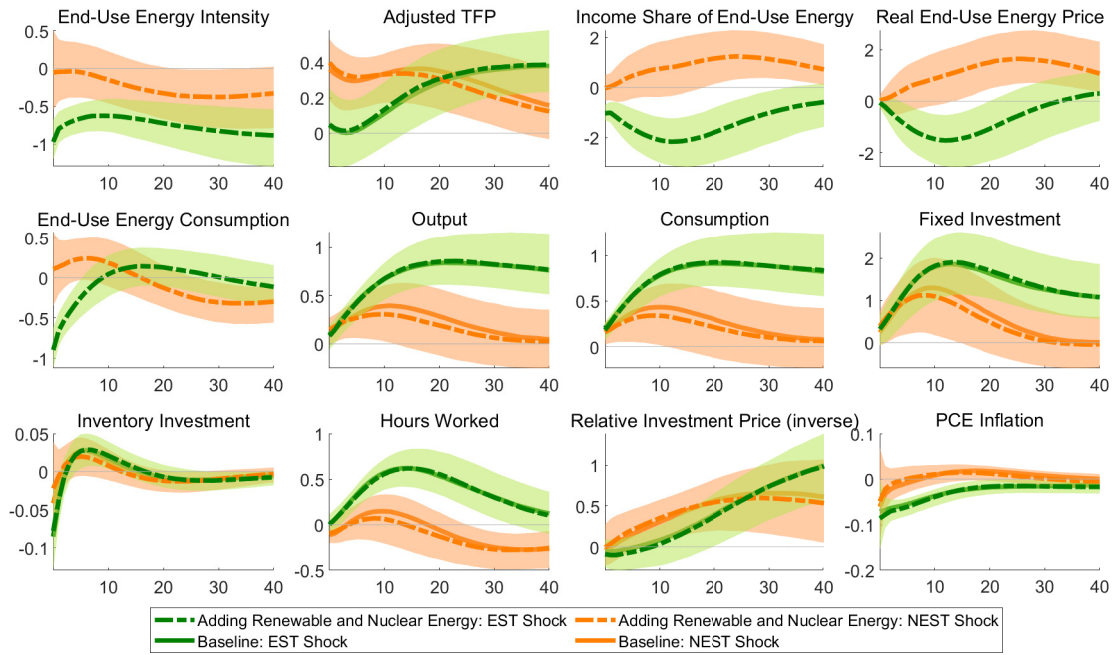 End-Use Energy Intensity
Adjusted TFP
Income Share of End-Use Energy
Real End-Use Energy Price
0.5
0
-0.5
-1
0.4
0.2
0
2
0
-2
2
0
-2
10 20 30 40
10 20 30 40
10 20 30 40
10 20 30 40
End-Use Energy Consumption
Output
Consumption
Fixed Investment
0.5
0
-0.5
-1
1
0.5
0
1
0.5
0
2
1
0
10 20 30 40
10 20 30 40
10 20 30 40
10 20 30 40
Inventory Investment
Hours Worked
Relative Investment Price (inverse)
PCE Inflation
0.05
0
-0.05
-0.1
1
0.5
0
-0.5
1
0.5
0
0.1
0
-0.1
-0.2
10 20 30 40
10 20 30 40
10 20 30 40
10 20 30 40
Adding Renewable and Nuclear Energy: EST Shock
Adding Renewable and Nuclear Energy: NEST Shock
Baseline: EST Shock
Baseline: NEST Shock